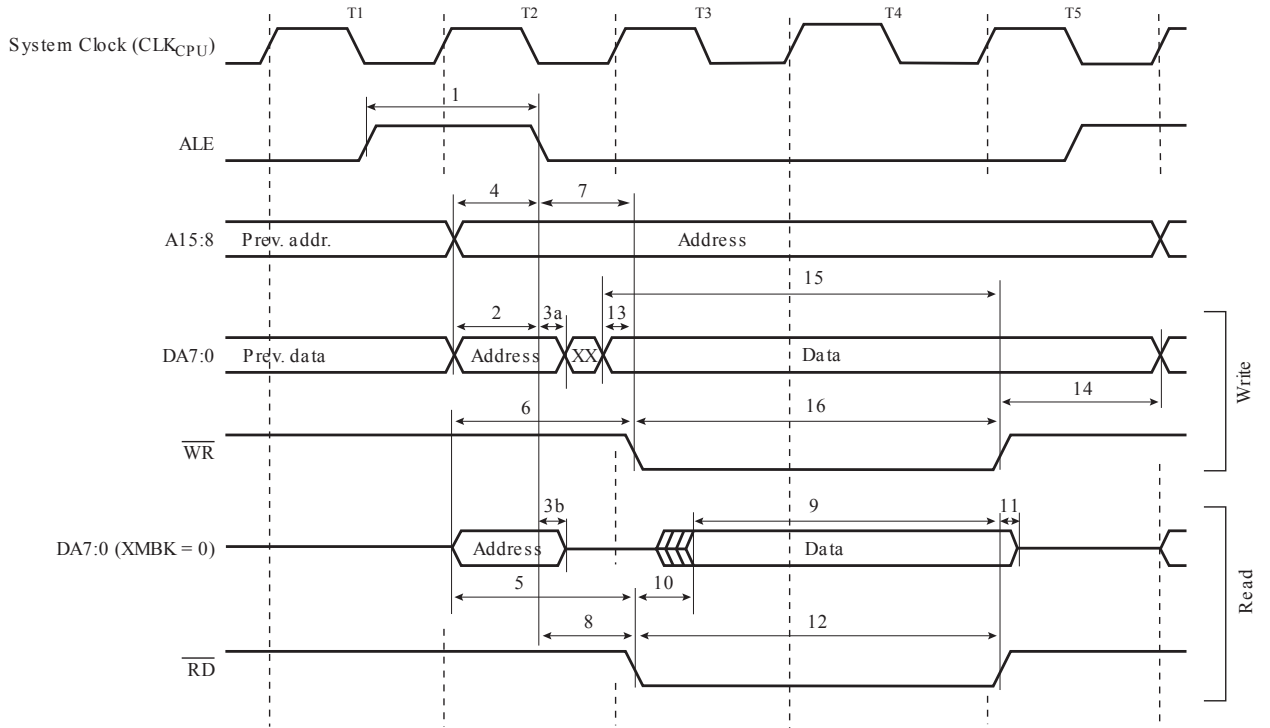 T1 T2 T3 T4 T5
System Clock (CLKCPU)
1
ALE
4 7
A15:8 Prev. addr. Address
15
2 3a 13
DA7:0 Prev. data Address XX Data
14
6 16
WR
Write
3b 9 11
DA7:0 (XMBK = 0) Address Data
5 10
8 12
RD
Read